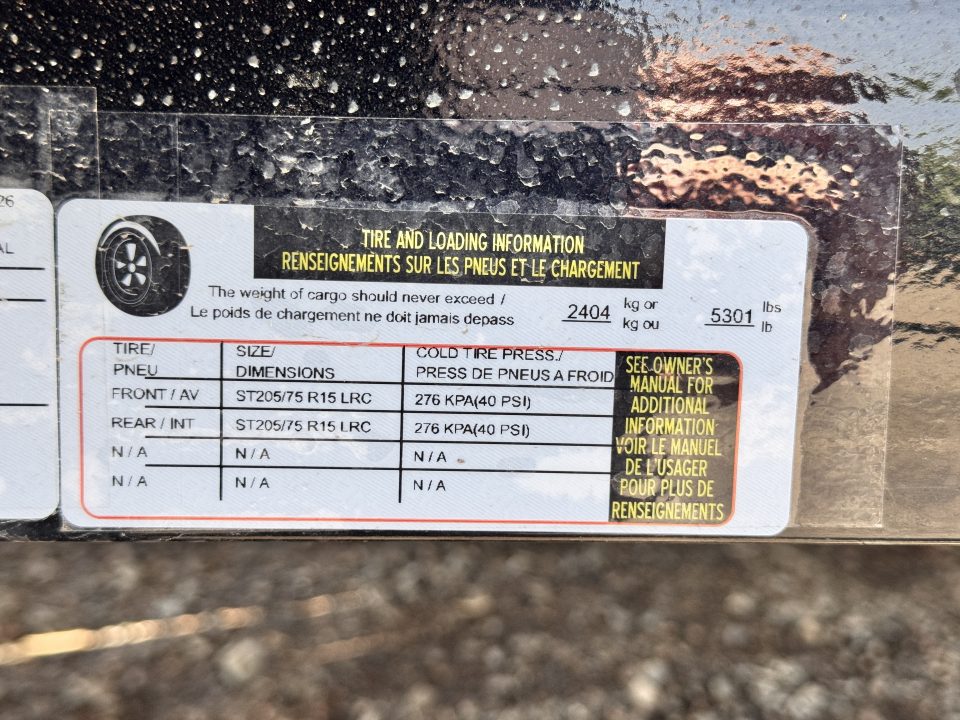 26
AL
TIRE AND LOADING INFORMATION
RENSEIGNEMENTS SUR LES PNEUS ET LE CHARGEMENT
The weight of cargo should never exceed / 2404 kg or 5301 lbs
Le poids de chargement ne doit jamais depass kg ou lb
TIRE/ SIZE/ COLD TIRE PRESS./
PNEU DIMENSIONS PRESS DE PNEUS A FROID
FRONT / AV ST205/75 R15 LRC 276 KPA(40 PSI)
REAR / INT ST205/75 R15 LRC 276 KPA(40 PSI)
N / A N / A N / A
N / A N / A N / A
SEE OWNER'S
MANUAL FOR
ADDITIONAL
INFORMATION
VOIR LE MANUEL
DE L'USAGER
POUR PLUS DE
RENSEIGNEMENTS